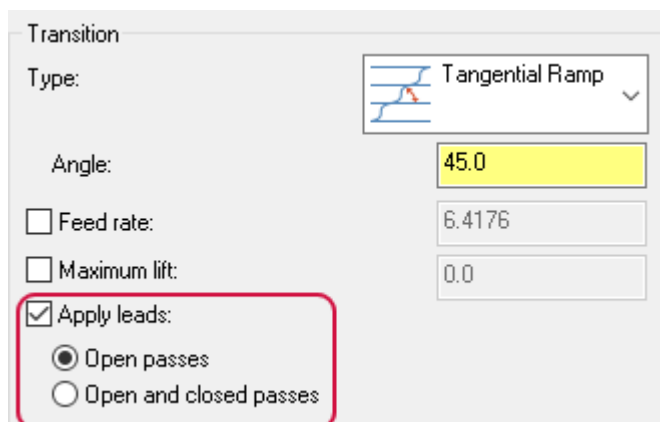 Transition
Type:
Tangential Ramp
Angle:
45.0
Feed rate:
6.4176
Maximum lift:
0.0
Apply leads:
Open passes
Open and closed passes